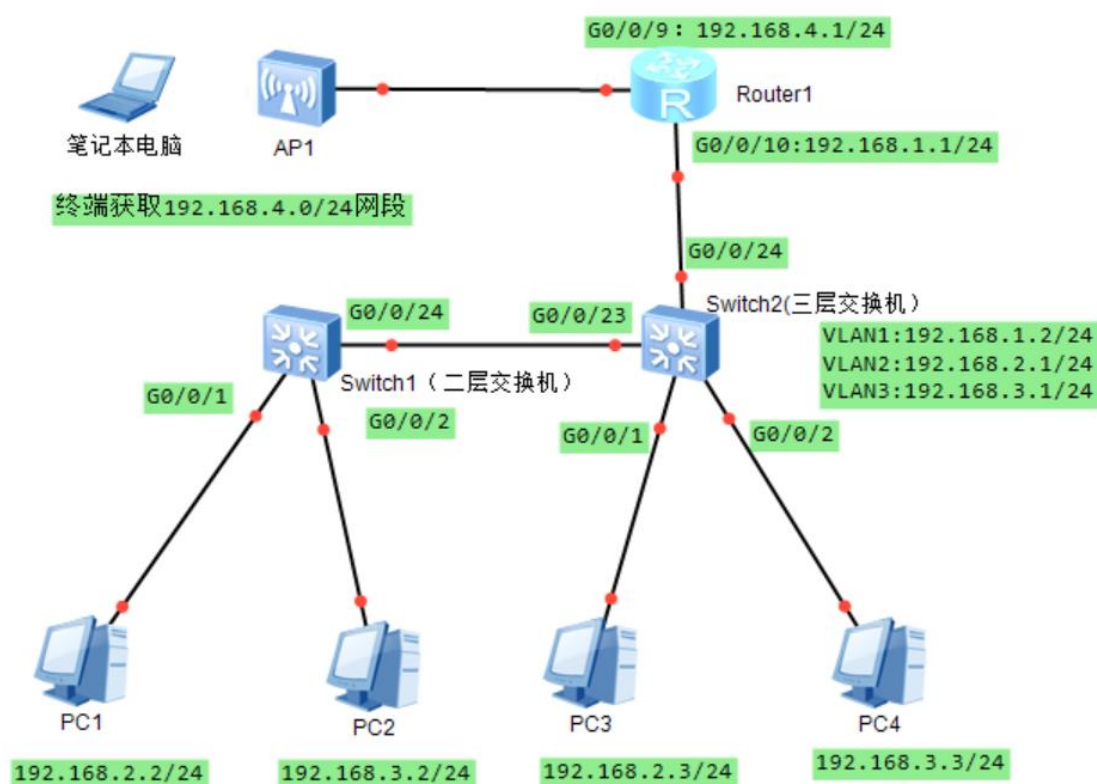 G0/0/9：192.168.4.1/24
Router1
笔记本电脑
AP1
G0/0/10:192.168.1.1/24
终端获取192.168.4.0/24网段
G0/0/24
Switch2(三层交换机）
G0/0/24
G0/0/23
VLAN1:192.168.1.2/24
VLAN2:192.168.2.1/24
VLAN3:192.168.3.1/24
Switch1（二层交换机）
G0/0/1
G0/0/2
G0/0/1
G0/0/2
PC1
PC2
PC3
PC4
192.168.2.2/24
192.168.3.2/24
192.168.2.3/24
192.168.3.3/24